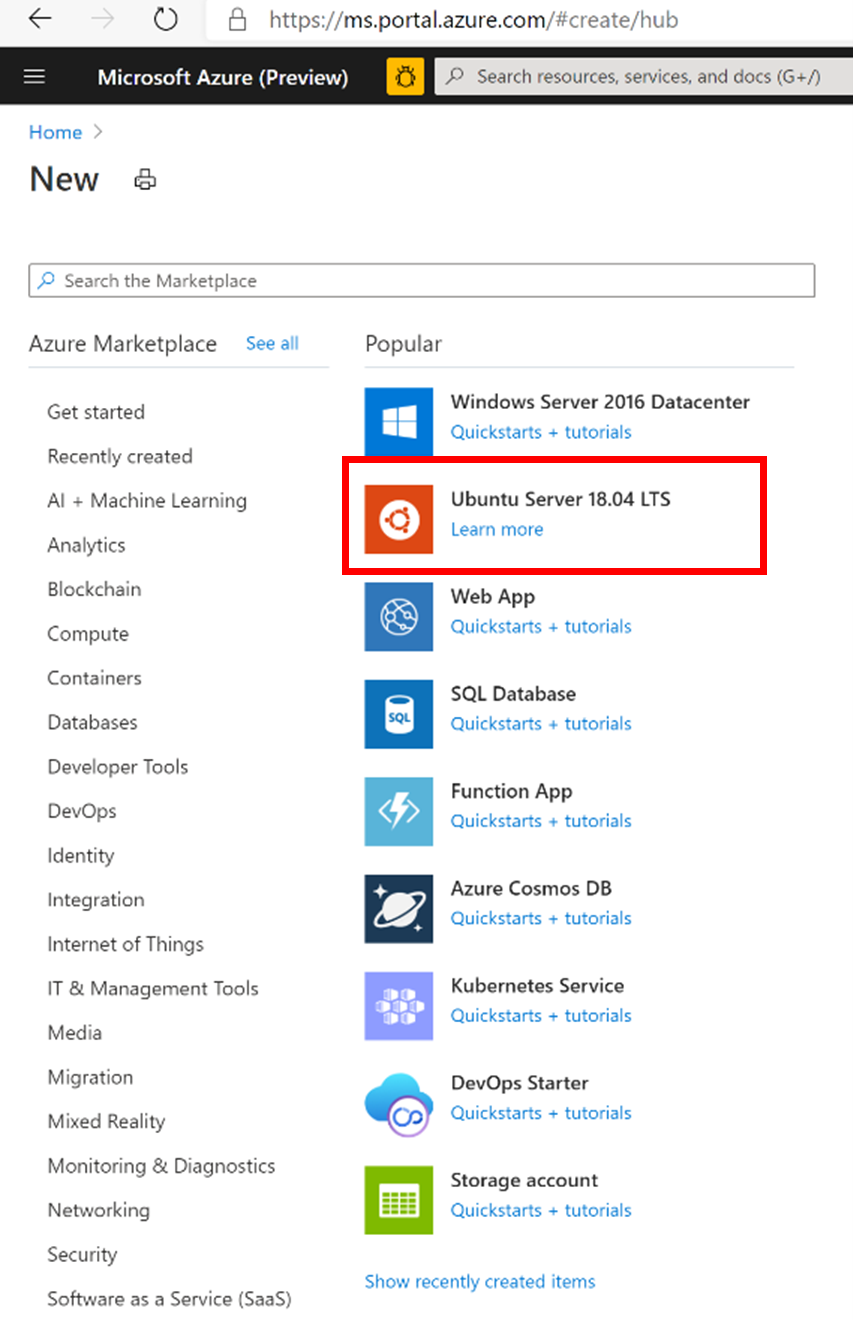 https://ms.portal.azure.com/#create/hub
Microsoft Azure (Preview)
Search resources, services, and docs (G+/)
Home
New
Search the Marketplace
Azure Marketplace
See all
Get started
Recently created
AI + Machine Learning
Analytics
Blockchain
Compute
Containers
Databases
Developer Tools
DevOps
Identity
Integration
Internet of Things
IT & Management Tools
Media
Migration
Mixed Reality
Monitoring & Diagnostics
Networking
Security
Software as a Service (SaaS)
Popular
Windows Server 2016 Datacenter
Quickstarts + tutorials
Ubuntu Server 18.04 LTS
Learn more
Web App
Quickstarts + tutorials
SQL
SQL Database
Quickstarts + tutorials
Function App
Quickstarts + tutorials
Azure Cosmos DB
Quickstarts + tutorials
Kubernetes Service
Quickstarts + tutorials
DevOps Starter
Quickstarts + tutorials
Storage account
Quickstarts + tutorials
Show recently created items